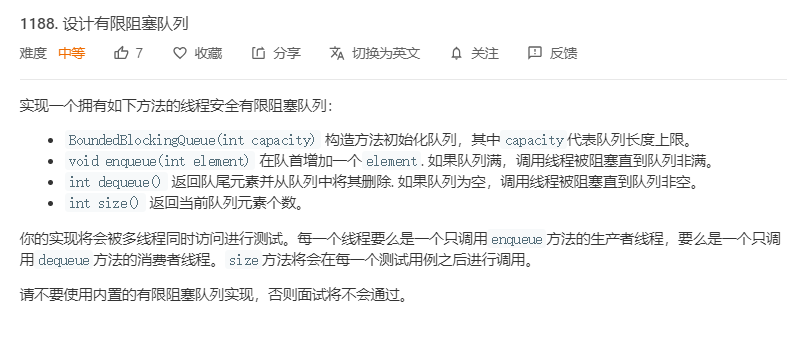 1188. 设计有限阻塞队列
难度 中等 7 收藏 分享 切换为英文 关注 反馈
实现一个拥有如下方法的线程安全有限阻塞队列：
• BoundedBlockingQueue(int capacity) 构造方法初始化队列，其中 capacity 代表队列长度上限。
• void enqueue(int element) 在队首增加一个 element. 如果队列满，调用线程被阻塞直到队列非满。
• int dequeue() 返回队尾元素并从队列中将其删除. 如果队列为空，调用线程被阻塞直到队列非空。
• int size() 返回当前队列元素个数。
你的实现将会被多线程同时访问进行测试。每一个线程要么是一个只调用 enqueue 方法的生产者线程，要么是一个只调
用 dequeue 方法的消费者线程。 size 方法将会在每一个测试用例之后进行调用。
请不要使用内置的有限阻塞队列实现，否则面试将不会通过。